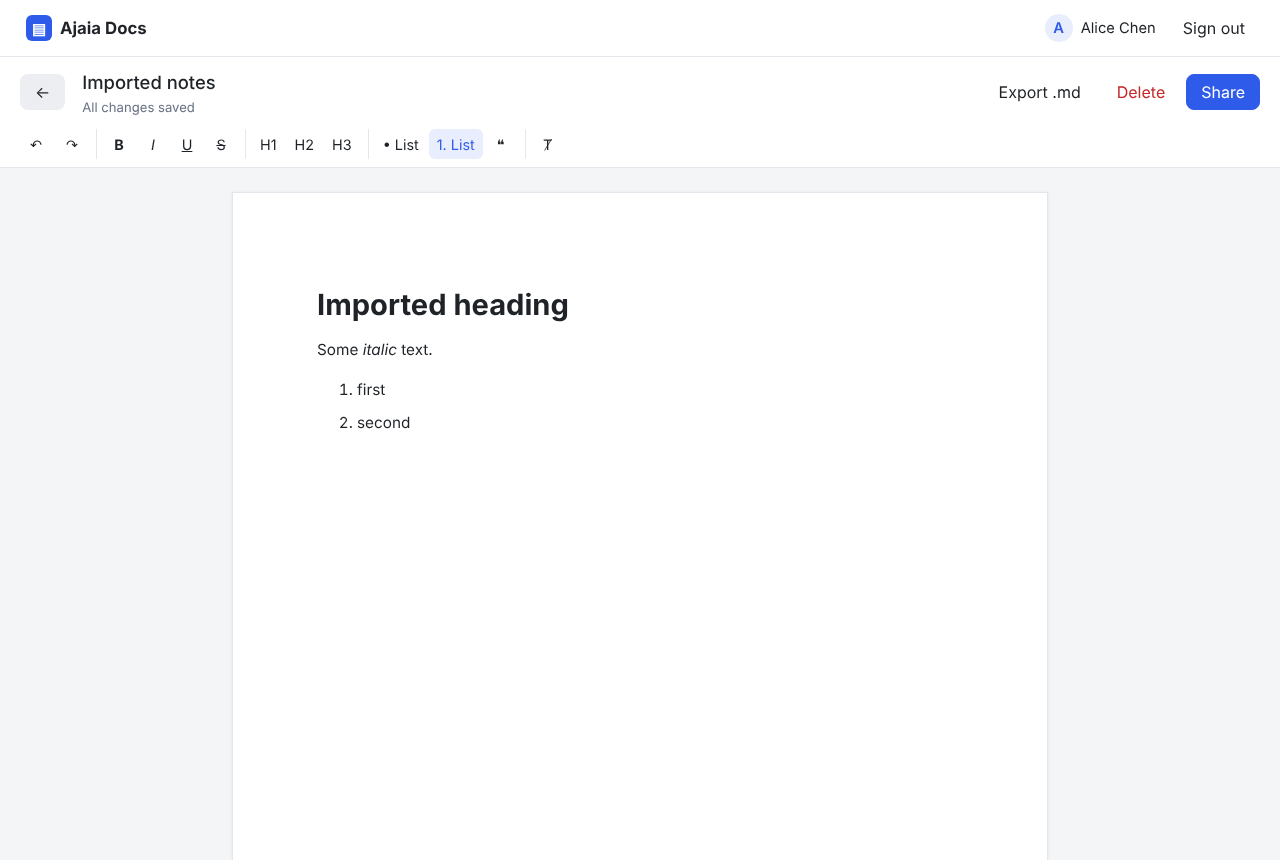 Ajaia Docs
A Alice Chen Sign out
← Imported notes
All changes saved
Export .md Delete Share
↶ ↷ B I U S H1 H2 H3 • List 1. List ❝ T
Imported heading
Some italic text.
1. first
2. second